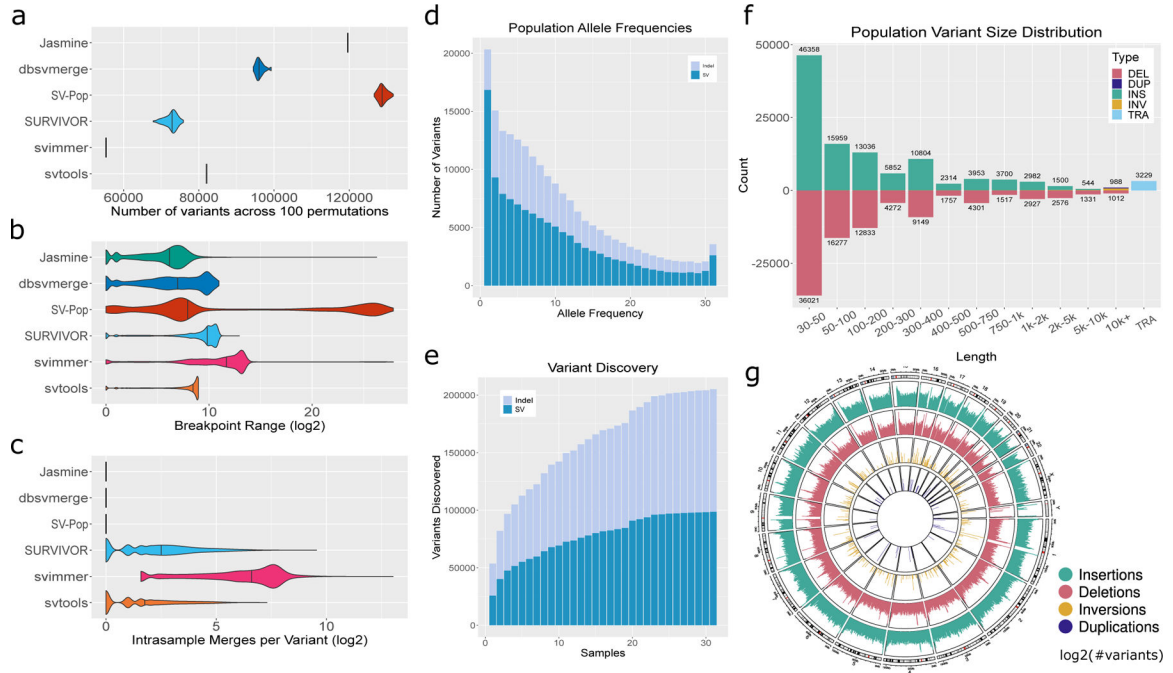 a
Jasmine
dbsvmerge
SV-Pop
SURVIVOR
svimmer
svtools
60000 80000 100000 120000
Number of variants across 100 permutations
b
Jasmine
dbsvmerge
SV-Pop
SURVIVOR
svimmer
svtools
0 10 20
Breakpoint Range (log2)
c
Jasmine
dbsvmerge
SV-Pop
SURVIVOR
svimmer
svtools
0 5 10
Intrasample Merges per Variant (log2)
d
Population Allele Frequencies
Number of Variants
20000
15000
10000
5000
0
Indel
SV
0 10 20 30
Allele Frequency
e
Variant Discovery
Variants Discovered
200000
150000
100000
50000
0
Indel
SV
0 10 20 30
Samples
f
Population Variant Size Distribution
Count
50000
25000
0
-25000
Type
DEL
DUP
INS
INV
TRA
46358 15959 13036 5852 10804 2314 3953 3700 2982 1500 544 988 3229
36021 16277 12833 4272 9149 1757 4301 1517 2927 2576 1331 1012
30-50 50-100 100-200 200-300 300-400 400-500 500-750 750-1k 1k-2k 2k-5k 5k-10k 10k+ TRA
Length
g
Insertions
Deletions
Inversions
Duplications
log2(#variants)